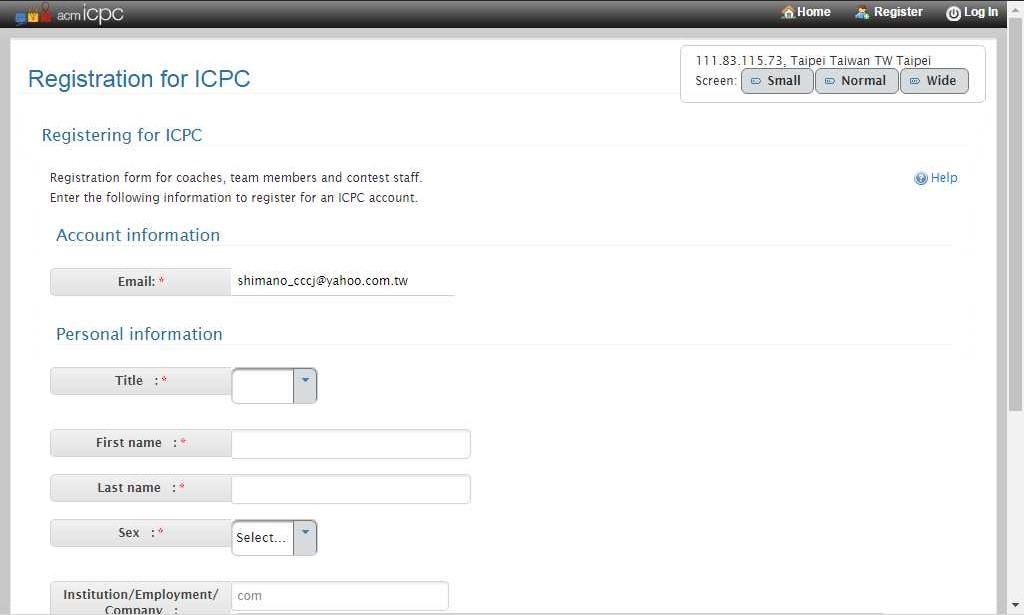 acm icpc
Home Register Log In
111.83.115.73, Taipei Taiwan TW Taipei
Registration for ICPC
Screen: Small Normal Wide
Registering for ICPC
Registration form for coaches, team members and contest staff.
Help
Enter the following information to register for an ICPC account.
Account information
Email: * shimano_cccj@yahoo.com.tw
Personal information
Title : *
First name : *
Last name : *
Sex : * Select...
Institution/Employment/ com
Company :